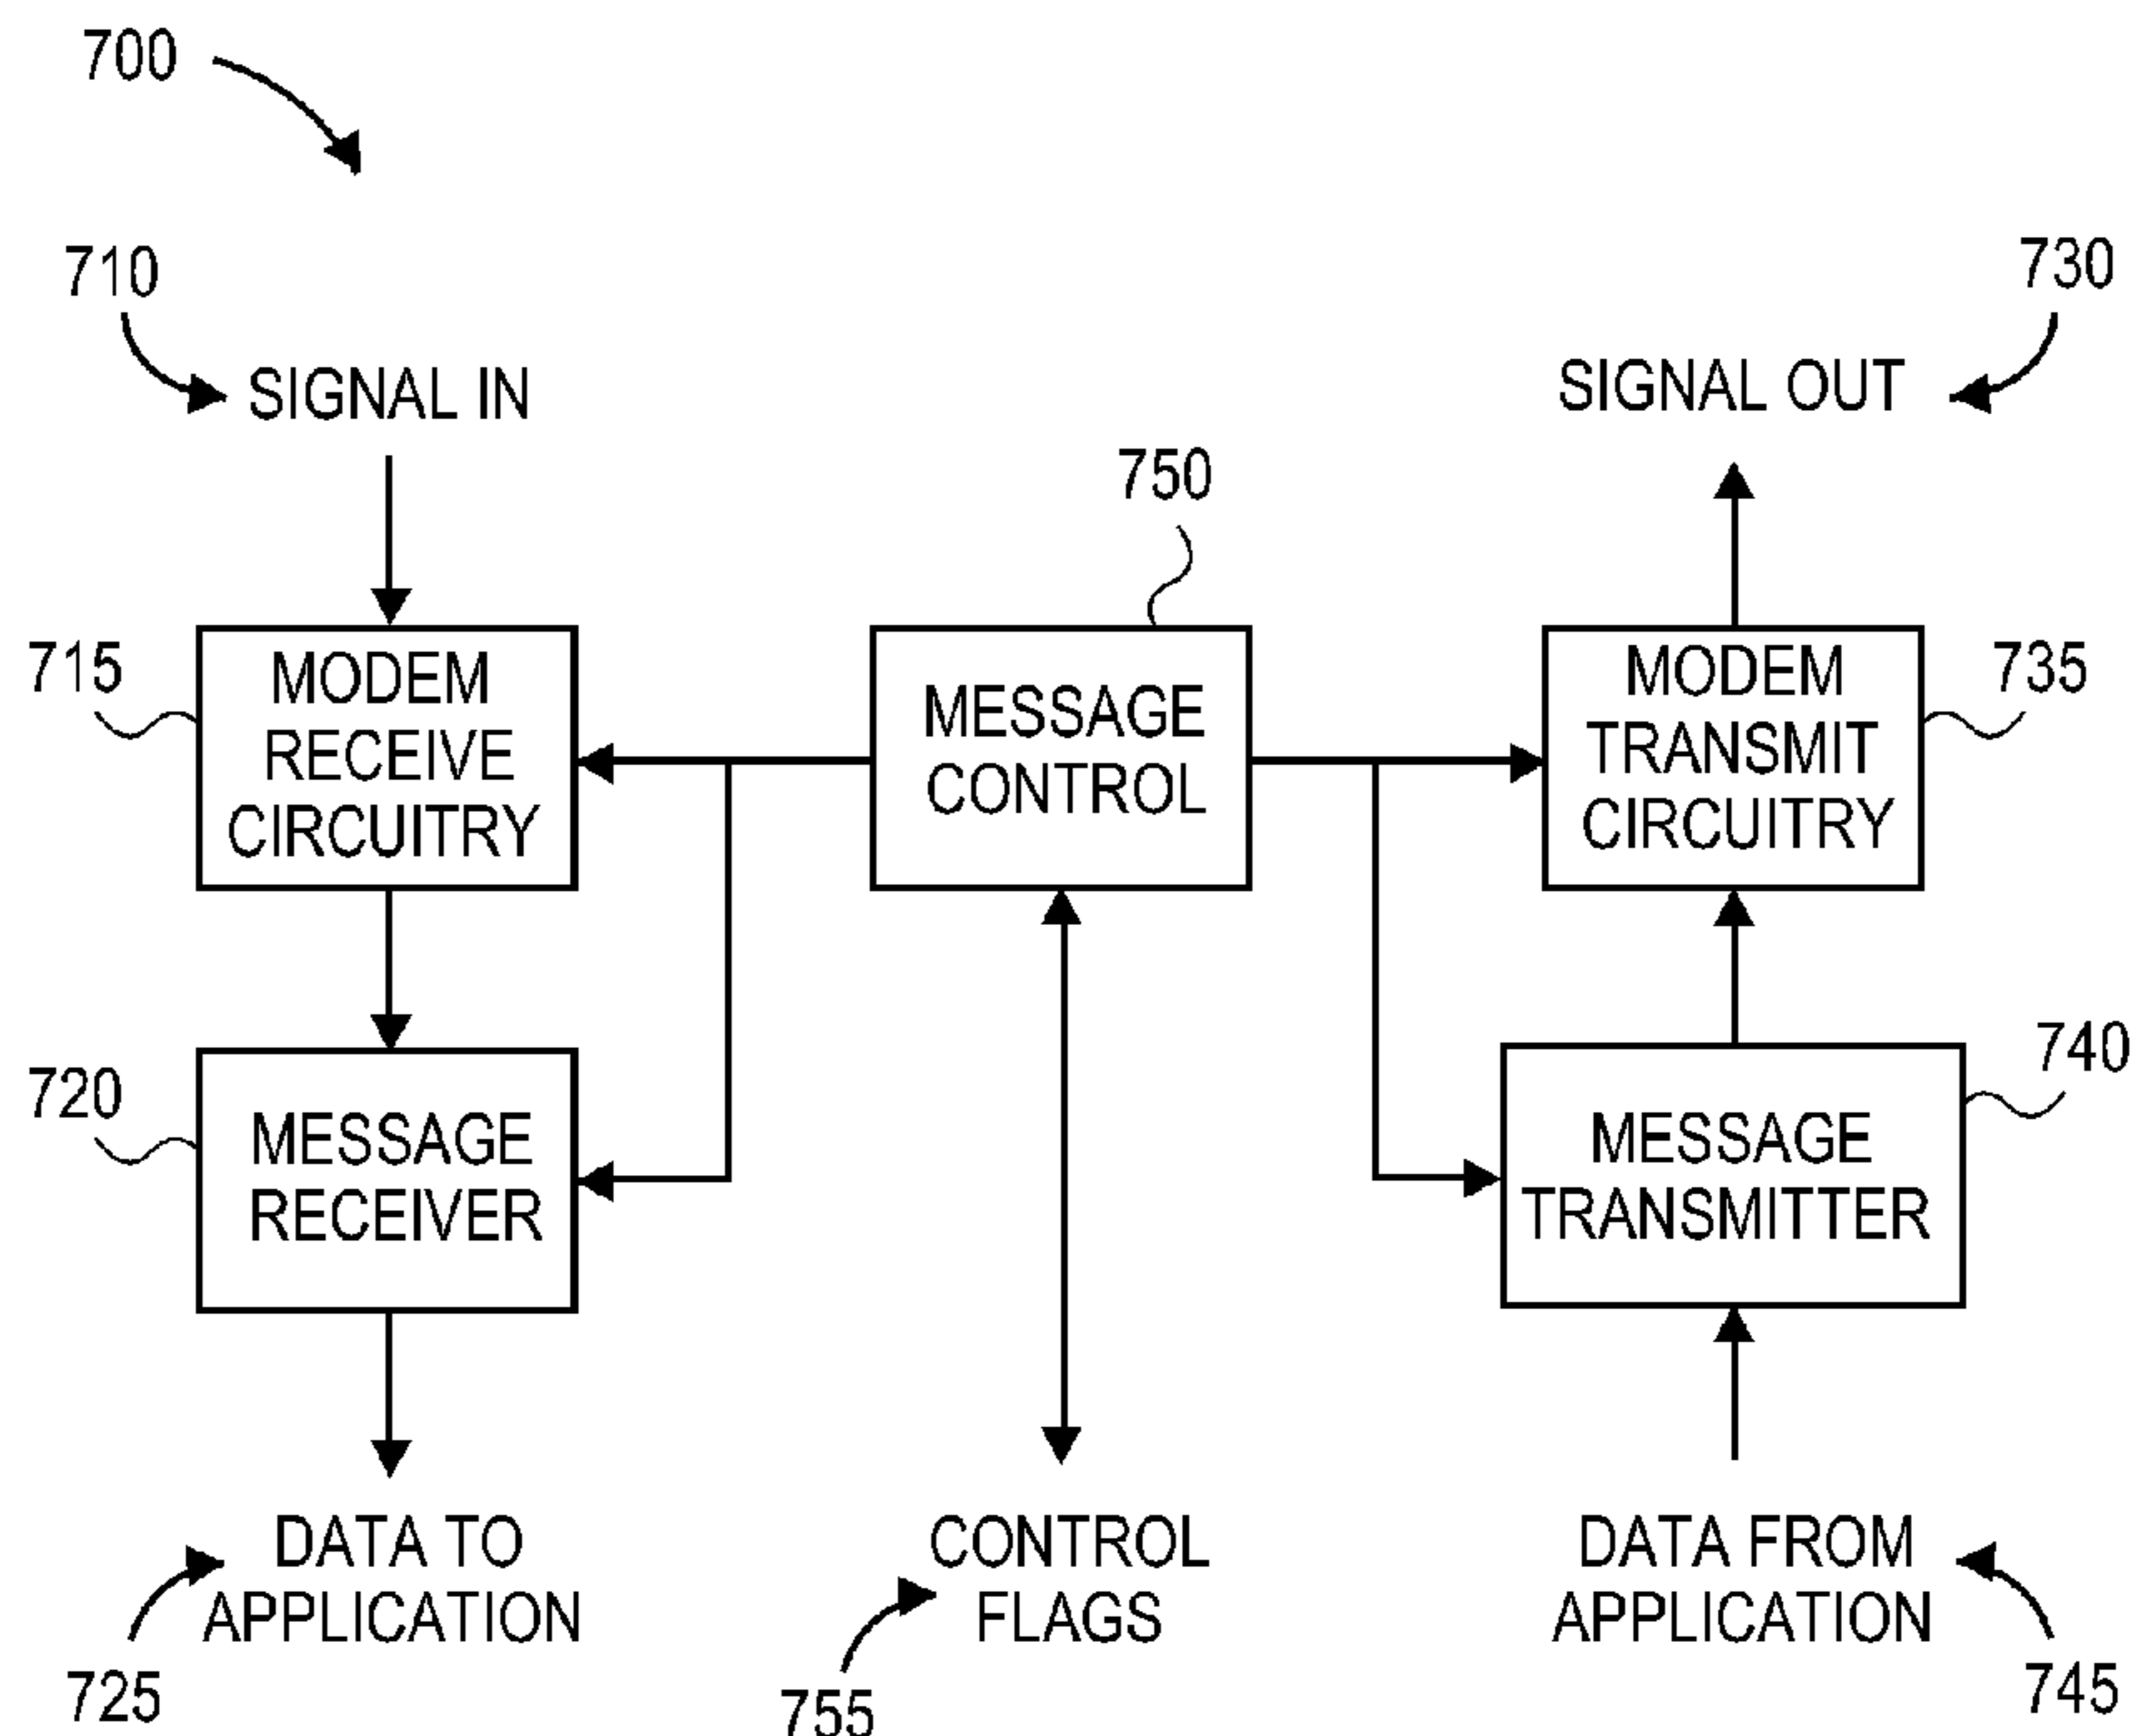 700
710
SIGNAL IN
730
SIGNAL OUT
750
715
MODEM
RECEIVE
CIRCUITRY
MESSAGE
CONTROL
MODEM
TRANSMIT
CIRCUITRY
735
720
MESSAGE
RECEIVER
MESSAGE
TRANSMITTER
740
DATA TO
APPLICATION
725
CONTROL
FLAGS
755
DATA FROM
APPLICATION
745